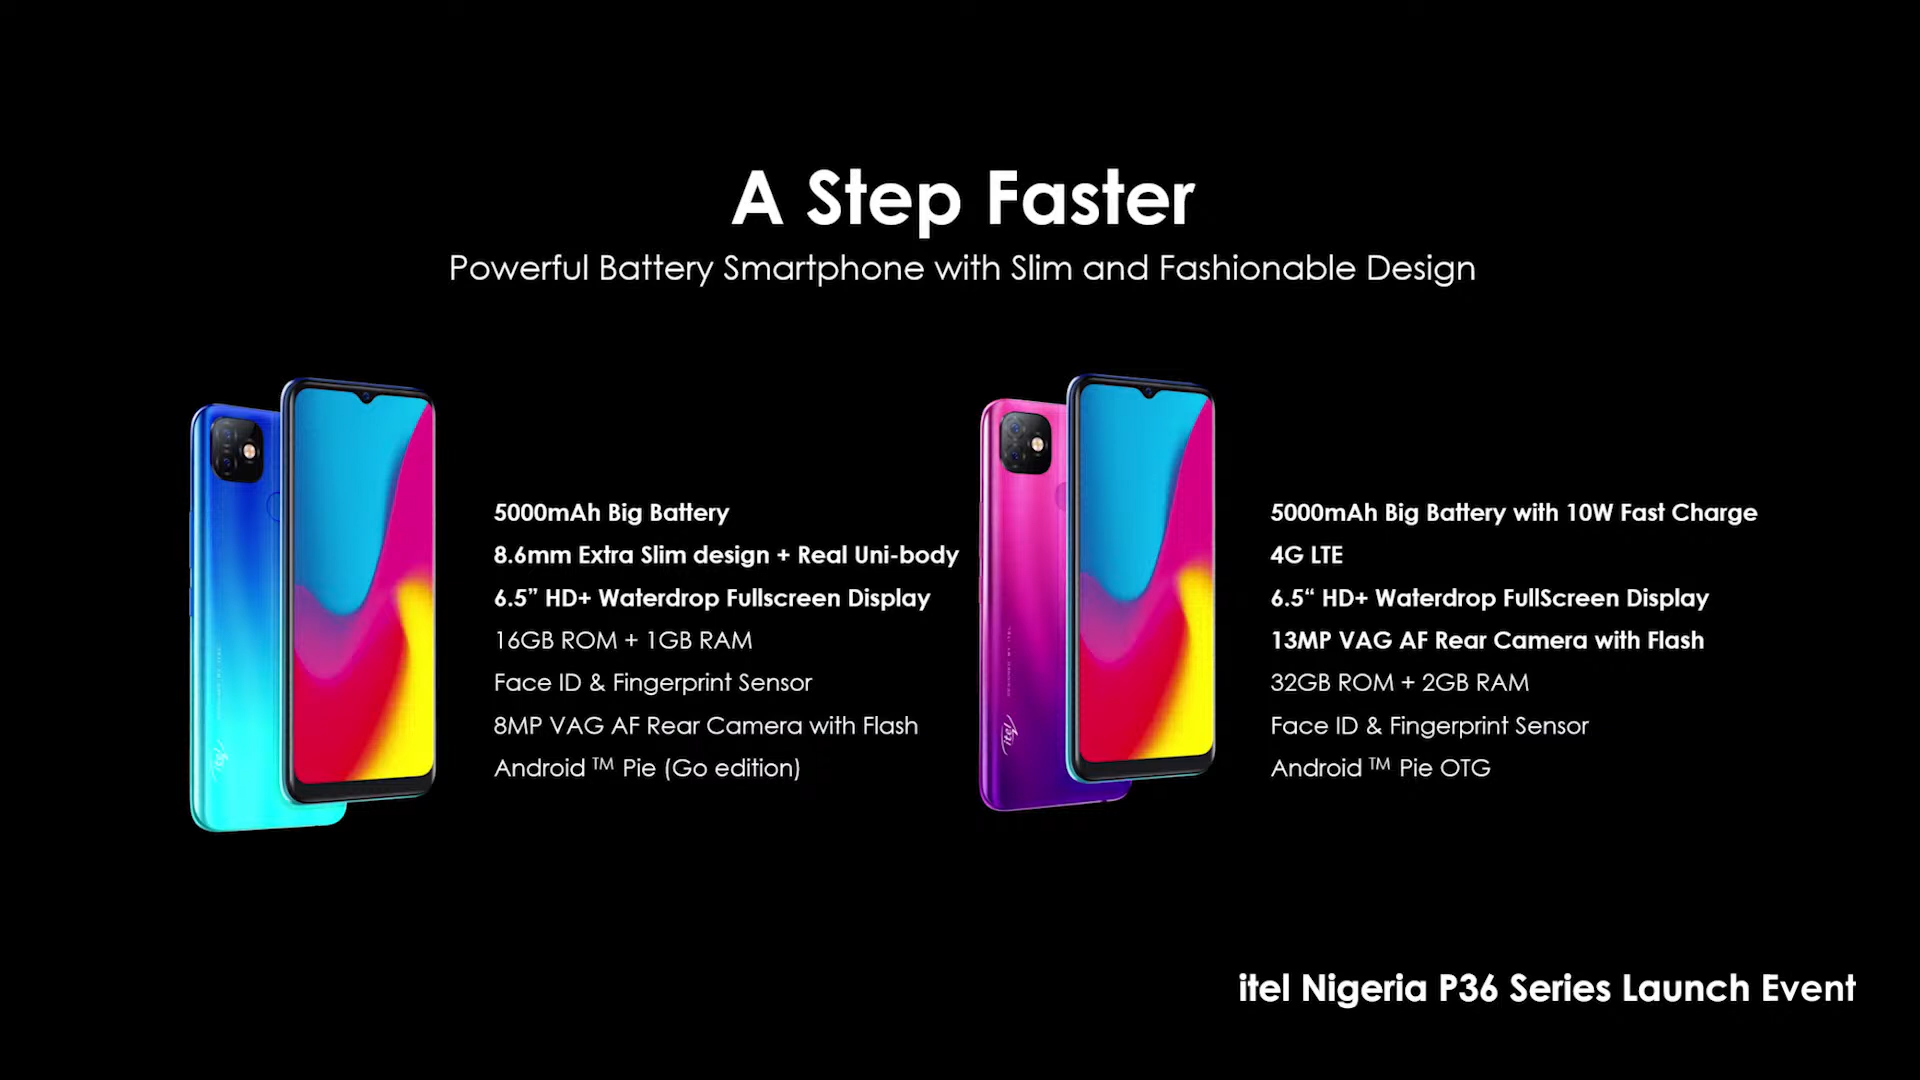 A Step Faster
Powerful Battery Smartphone with Slim and Fashionable Design
5000mAh Big Battery
8.6mm Extra Slim design + Real Uni-body
6.5” HD+ Waterdrop Fullscreen Display
16GB ROM + 1GB RAM
Face ID & Fingerprint Sensor
8MP VAG AF Rear Camera with Flash
Android ™ Pie (Go edition)
itel
5000mAh Big Battery with 10W Fast Charge
4G LTE
6.5“ HD+ Waterdrop FullScreen Display
13MP VAG AF Rear Camera with Flash
32GB ROM + 2GB RAM
Face ID & Fingerprint Sensor
Android ™ Pie OTG
itel
itel Nigeria P36 Series Launch Event